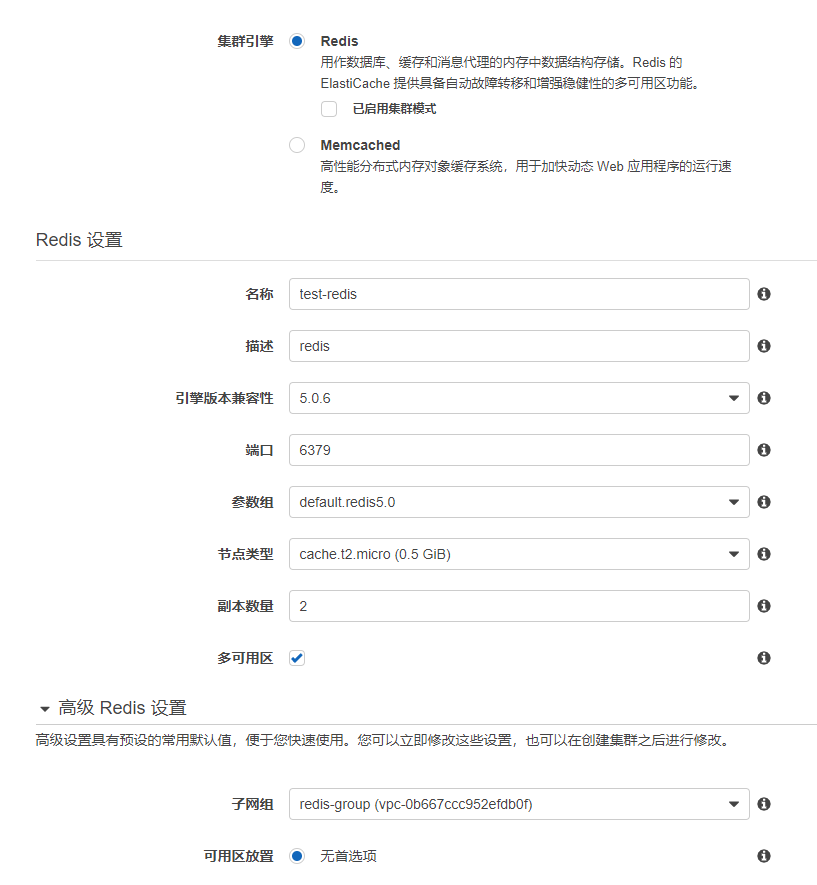 集群引擎 Redis
用作数据库、缓存和消息代理的内存中数据结构存储。Redis 的
ElastiCache 提供具备自动故障转移和增强稳健性的多可用区功能。
已启用集群模式
Memcached
高性能分布式内存对象缓存系统，用于加快动态 Web 应用程序的运行速
度。
Redis 设置
名称 test-redis
描述 redis
引擎版本兼容性 5.0.6
端口 6379
参数组 default.redis5.0
节点类型 cache.t2.micro (0.5 GiB)
副本数量 2
多可用区
高级 Redis 设置
高级设置具有预设的常用默认值，便于您快速使用。您可以立即修改这些设置，也可以在创建集群之后进行修改。
子网组 redis-group (vpc-0b667ccc952efdb0f)
可用区放置 无首选项